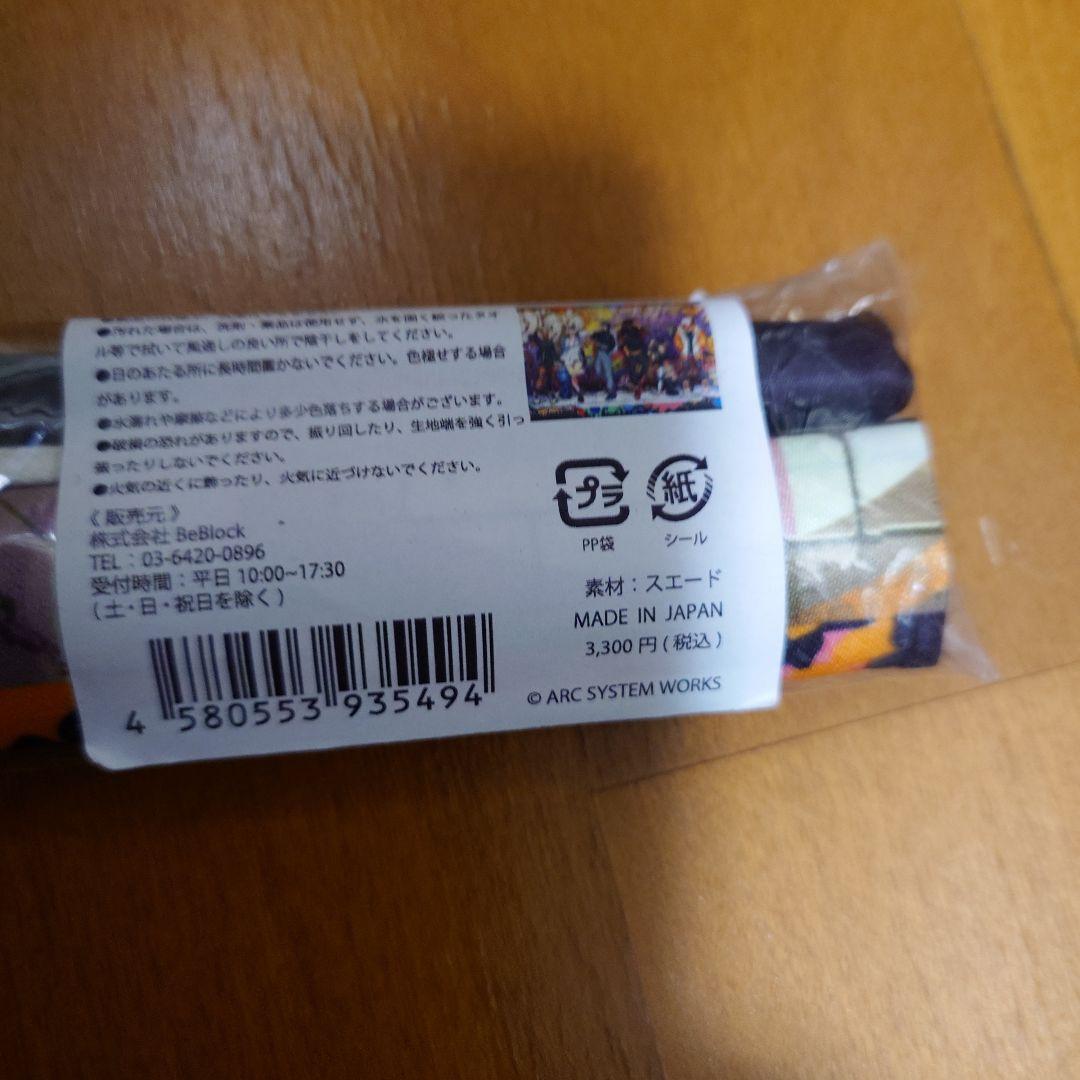 ●汚れた場合は、洗剤・薬品は使用せず、水を固く絞ったタオ
ル等で拭いて風通しの良い所で陰干しをしてください。
●日のあたる所に長時間置かないでください。色褪せする場合
があります。
●水濡れや摩擦などにより多少色落ちする場合がございます。
●破損の恐れがありますので、振り回したり、生地端を強く引っ
張ったりしないでください。
●火気の近くに飾ったり、火気に近づけないでください。
《販売元》
株式会社 BeBlock
TEL : 03-6420-0896
受付時間：平日 10:00~17:30
(土・日・祝日を除く)
4 580553 935494
プラ
PP袋
紙
シール
素材：スエード
MADE IN JAPAN
3,300 円 ( 税込 )
© ARC SYSTEM WORKS